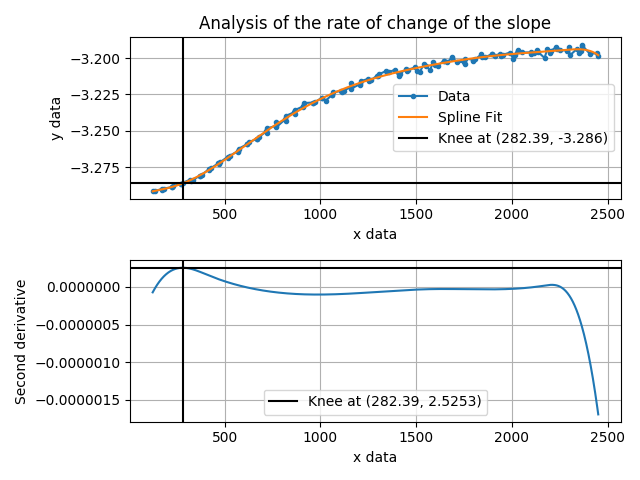 Analysis of the rate of change of the slope
−3.200
−3.225
−3.250
−3.275
y data
Data
Spline Fit
Knee at (282.39, -3.286)
500
1000
1500
2000
2500
x data
0.0000000
−0.0000005
−0.0000010
−0.0000015
Second derivative
Knee at (282.39, 2.5253)
500
1000
1500
2000
2500
x data